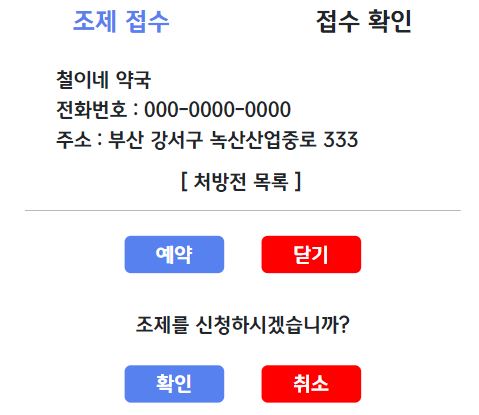 조제 접수 접수 확인
철이네 약국
전화번호 : 000-0000-0000
주소 : 부산 강서구 녹산산업중로 333
[ 처방전 목록 ]
예약 닫기
조제를 신청하시겠습니까?
확인 취소